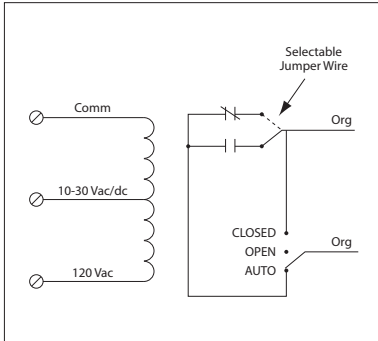 Selectable
Jumper Wire
Comm
Org
10-30 Vac/dc
CLOSED
OPEN
Org
AUTO
120 Vac